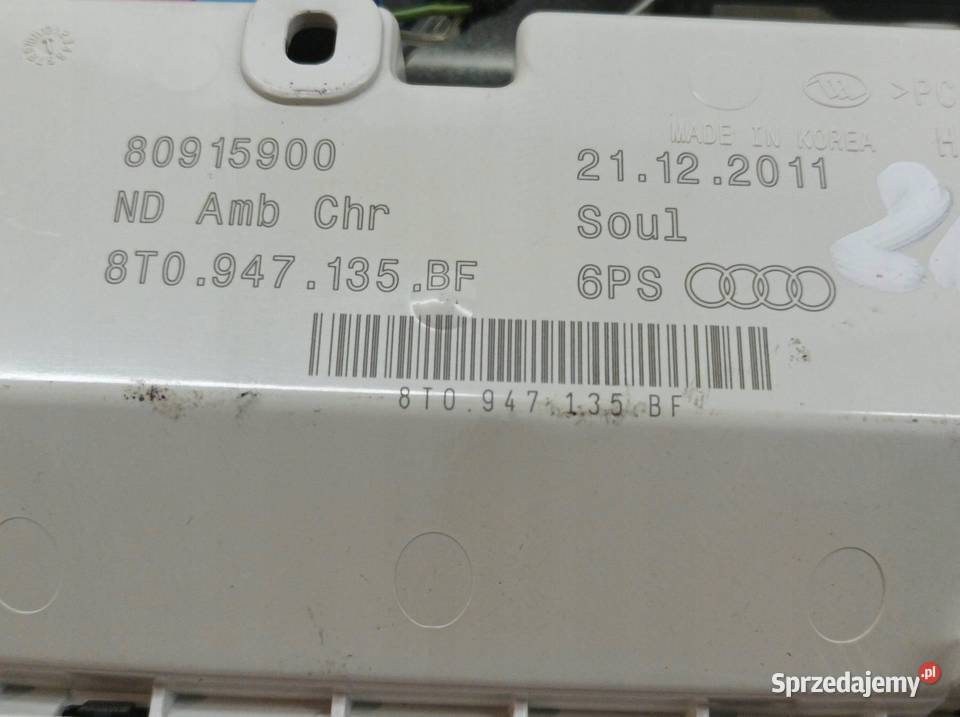 >PC
MADE IN KOREA H
80915900 21.12.2011
ND Amb Chr Soul
8T0.947.135.BF 6PS
8T0.947.135.BF
Sprzedajemy.pl